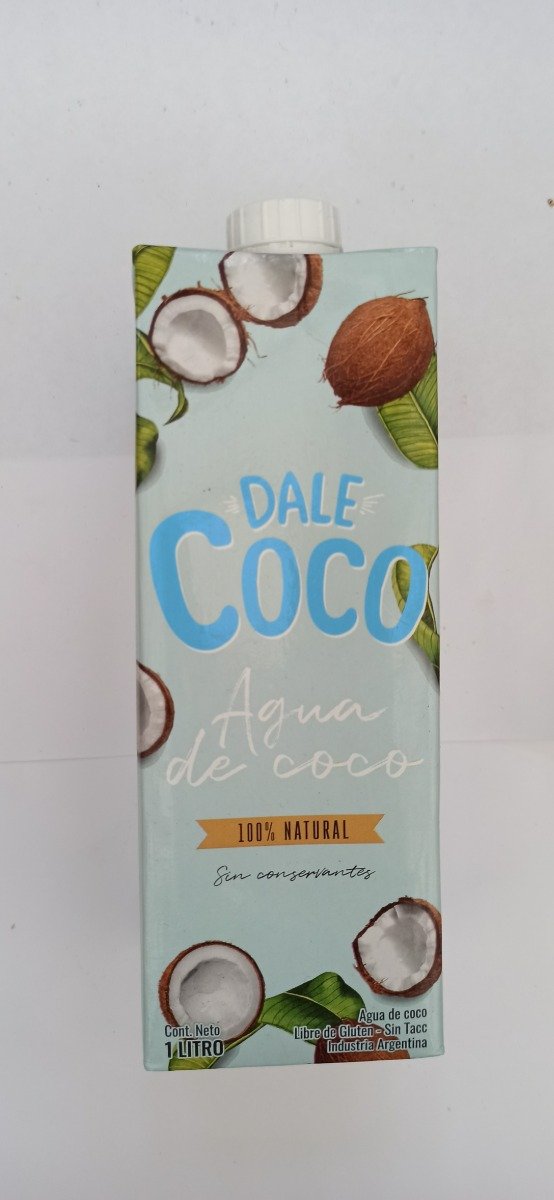 DALE
COCO
Agua
de coco
100% NATURAL
Sin conservantes
Cont. Neto
1 LITRO
Agua de coco
Libre de Gluten - Sin Tacc
Industria Argentina